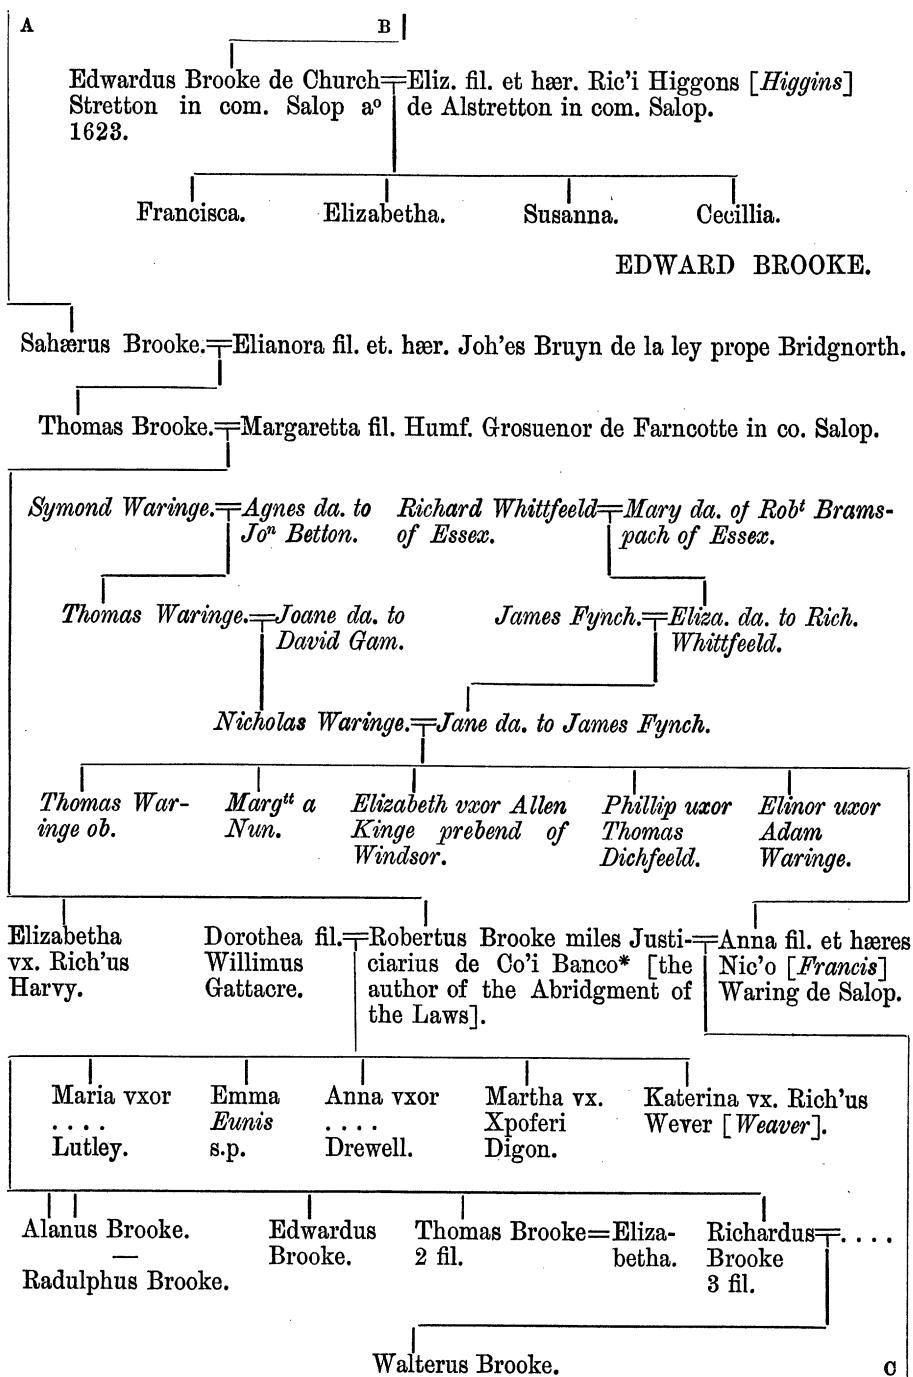 A B
Edwardus Brooke de Church Eliz. fil. et hær. Ric'i Higgons [Higgins]
Stretton in com. Salop aº de Alstretton in com. Salop.
1623.
Francisca. Elizabetha. Susanna. Cecillia.
EDWARD BROOKE.
Sahærus Brooke. Elianora fil. et. hær. Joh'es Bruyn de la ley prope Bridgnorth.
Thomas Brooke. Margaretta fil. Humf. Grosuenor de Farncotte in co. Salop.
Symond Waringe. Agnes da. to Richard Whittfeeld Mary da. of Robᵗ Brams-
Joⁿ Betton. of Essex. pach of Essex.
Thomas Waringe. Joane da. to James Fynch. Eliza. da. to Rich.
David Gam. Whittfeeld.
Nicholas Waringe. Jane da. to James Fynch.
Thomas War- Margᵗᵗ a Elizabeth vxor Allen Phillip uxor Elinor uxor
inge ob. Nun. Kinge prebend of Thomas Adam
Windsor. Dichfeeld. Waringe.
Elizabetha Dorothea fil. Robertus Brooke miles Justi- Anna fil. et hæres
vx. Rich'us Willimus ciarius de Co'i Banco* [the Nic'o [Francis]
Harvy. Gattacre. author of the Abridgment of Waring de Salop.
the Laws].
Maria vxor Emma Anna vxor Martha vx. Katerina vx. Rich'us
. . . . Eunis . . . . Xpoferi Wever [Weaver].
Lutley. s.p. Drewell. Digon.
Alanus Brooke. Edwardus Thomas Brooke=Eliza- Richardus . . . .
— Brooke. 2 fil. betha. Brooke
Radulphus Brooke. 3 fil.
Walterus Brooke. C